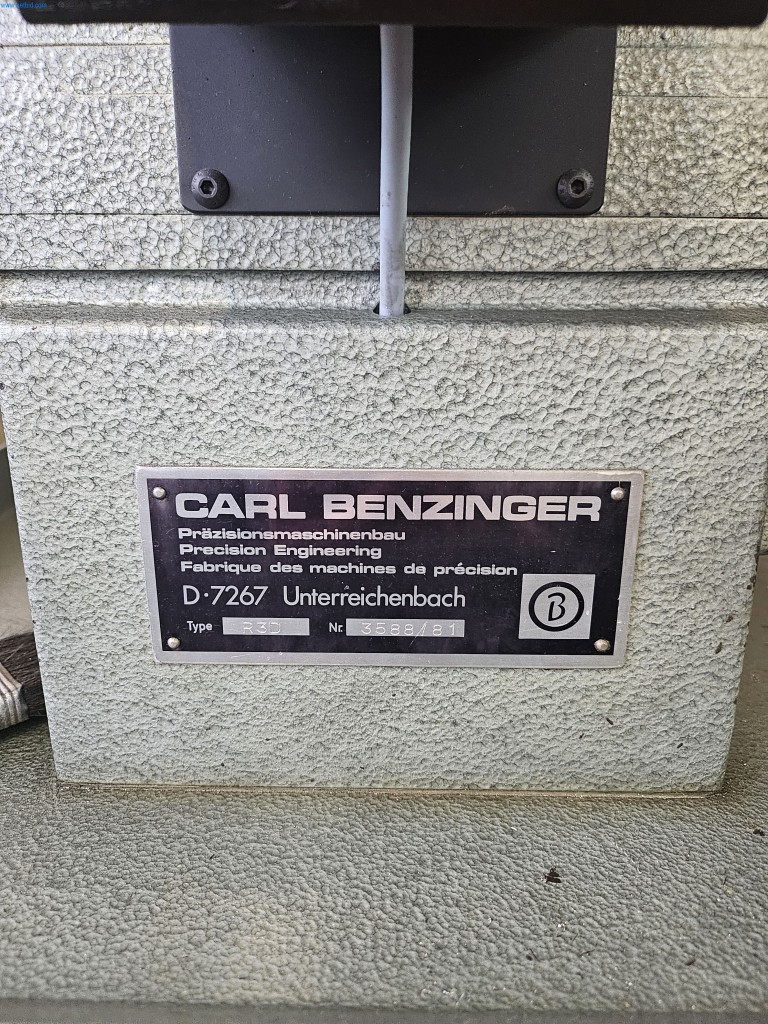 CARL BENZINGER
Präzisionsmaschinenbau
Precision Engineering
Fabrique des machines de précision
D·7267 Unterreichenbach
B
Type R3D Nr. 3588/81